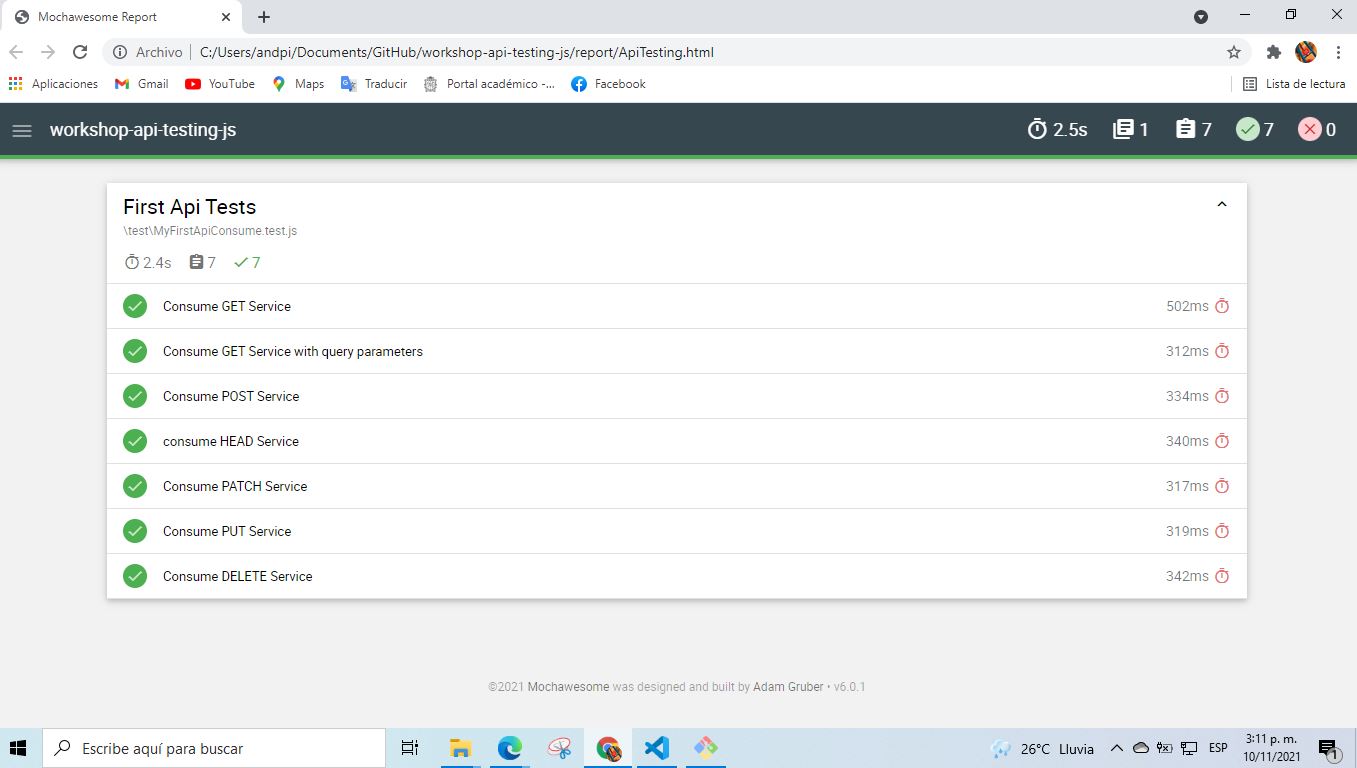 Mochawesome Report
Archivo C:/Users/andpi/Documents/GitHub/workshop-api-testing-js/report/ApiTesting.html
Aplicaciones Gmail YouTube Maps Traducir Portal académico -... Facebook Lista de lectura
workshop-api-testing-js 2.5s 1 7 7 0
First Api Tests
\test\MyFirstApiConsume.test.js
2.4s 7 7
Consume GET Service 502ms
Consume GET Service with query parameters 312ms
Consume POST Service 334ms
consume HEAD Service 340ms
Consume PATCH Service 317ms
Consume PUT Service 319ms
Consume DELETE Service 342ms
©2021 Mochawesome was designed and built by Adam Gruber • v6.0.1
Escribe aquí para buscar 26°C Lluvia ESP 3:11 p. m.
10/11/2021 1